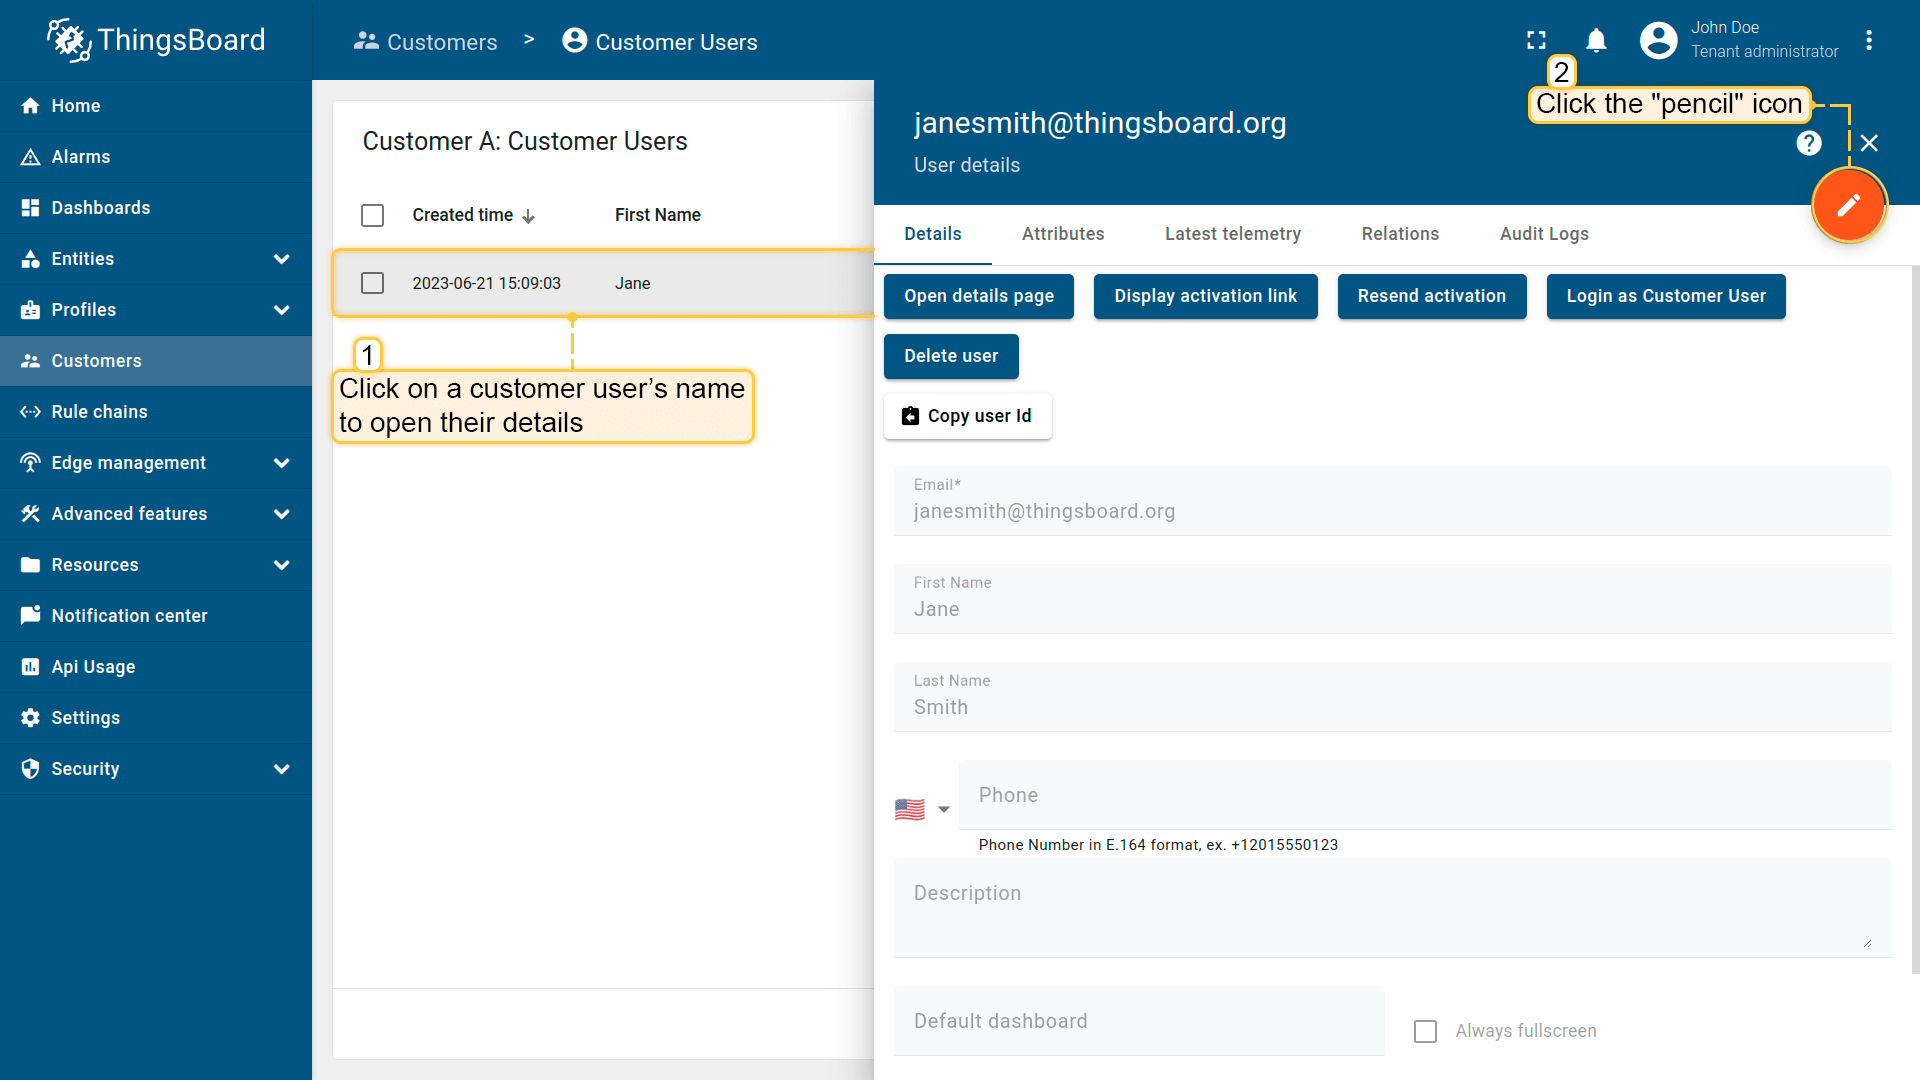 ThingsBoard
Customers > Customer Users
John Doe
Tenant administrator
Home
Alarms
Dashboards
Entities
Profiles
Customers
Rule chains
Edge management
Advanced features
Resources
Notification center
Api Usage
Settings
Security
Customer A: Customer Users
Created time First Name
2023-06-21 15:09:03 Jane
1
Click on a customer user’s name
to open their details
2
Click the "pencil" icon
janesmith@thingsboard.org
User details
Details Attributes Latest telemetry Relations Audit Logs
Open details page Display activation link Resend activation Login as Customer User
Delete user
Copy user Id
Email*
janesmith@thingsboard.org
First Name
Jane
Last Name
Smith
Phone
Phone Number in E.164 format, ex. +12015550123
Description
Default dashboard Always fullscreen